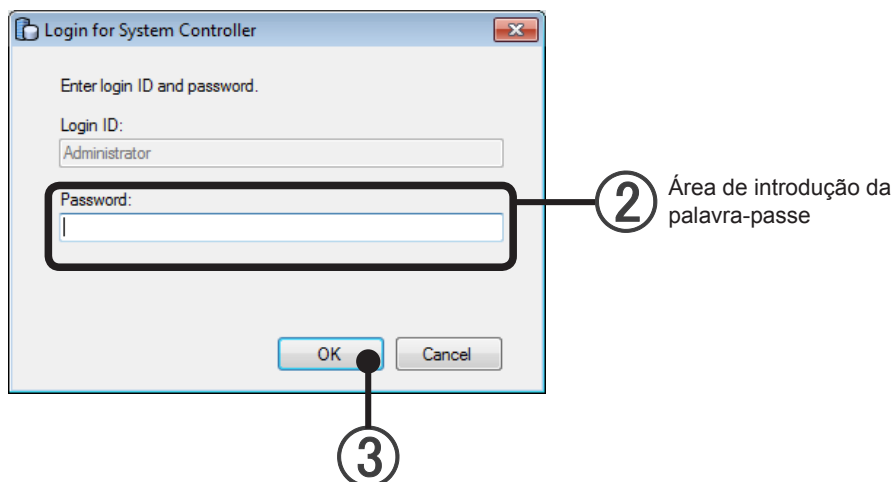 Login for System Controller
Enter login ID and password.
Login ID:
Administrator
Password:
② Área de introdução da
palavra-passe
OK
Cancel
③